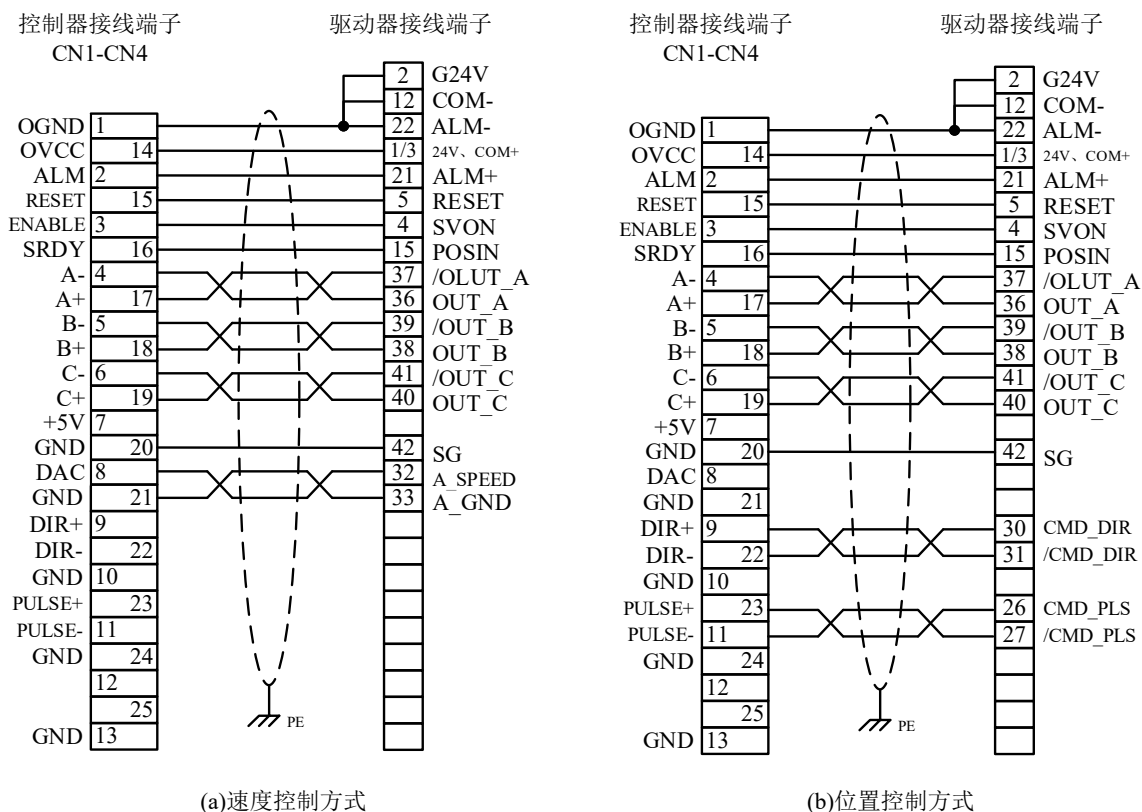 控制器接线端子 驱动器接线端子
CN1-CN4
2 G24V
12 COM-
OGND 1 22 ALM-
OVCC 14 1/3 24V、COM+
ALM 2 21 ALM+
RESET 15 5 RESET
ENABLE 3 4 SVON
SRDY 16 15 POSIN
A- 4 37 /OLUT_A
A+ 17 36 OUT_A
B- 5 39 /OUT_B
B+ 18 38 OUT_B
C- 6 41 /OUT_C
C+ 19 40 OUT_C
+5V 7
GND 20 42 SG
DAC 8 32 A_SPEED
GND 21 33 A_GND
DIR+ 9
DIR- 22
GND 10
PULSE+ 23
PULSE- 11
GND 24
12
25
GND 13
PE
(a)速度控制方式
控制器接线端子 驱动器接线端子
CN1-CN4
2 G24V
12 COM-
OGND 1 22 ALM-
OVCC 14 1/3 24V、COM+
ALM 2 21 ALM+
RESET 15 5 RESET
ENABLE 3 4 SVON
SRDY 16 15 POSIN
A- 4 37 /OLUT_A
A+ 17 36 OUT_A
B- 5 39 /OUT_B
B+ 18 38 OUT_B
C- 6 41 /OUT_C
C+ 19 40 OUT_C
+5V 7
GND 20 42 SG
DAC 8
GND 21
DIR+ 9 30 CMD_DIR
DIR- 22 31 /CMD_DIR
GND 10
PULSE+ 23 26 CMD_PLS
PULSE- 11 27 /CMD_PLS
GND 24
12
25
GND 13
PE
(b)位置控制方式